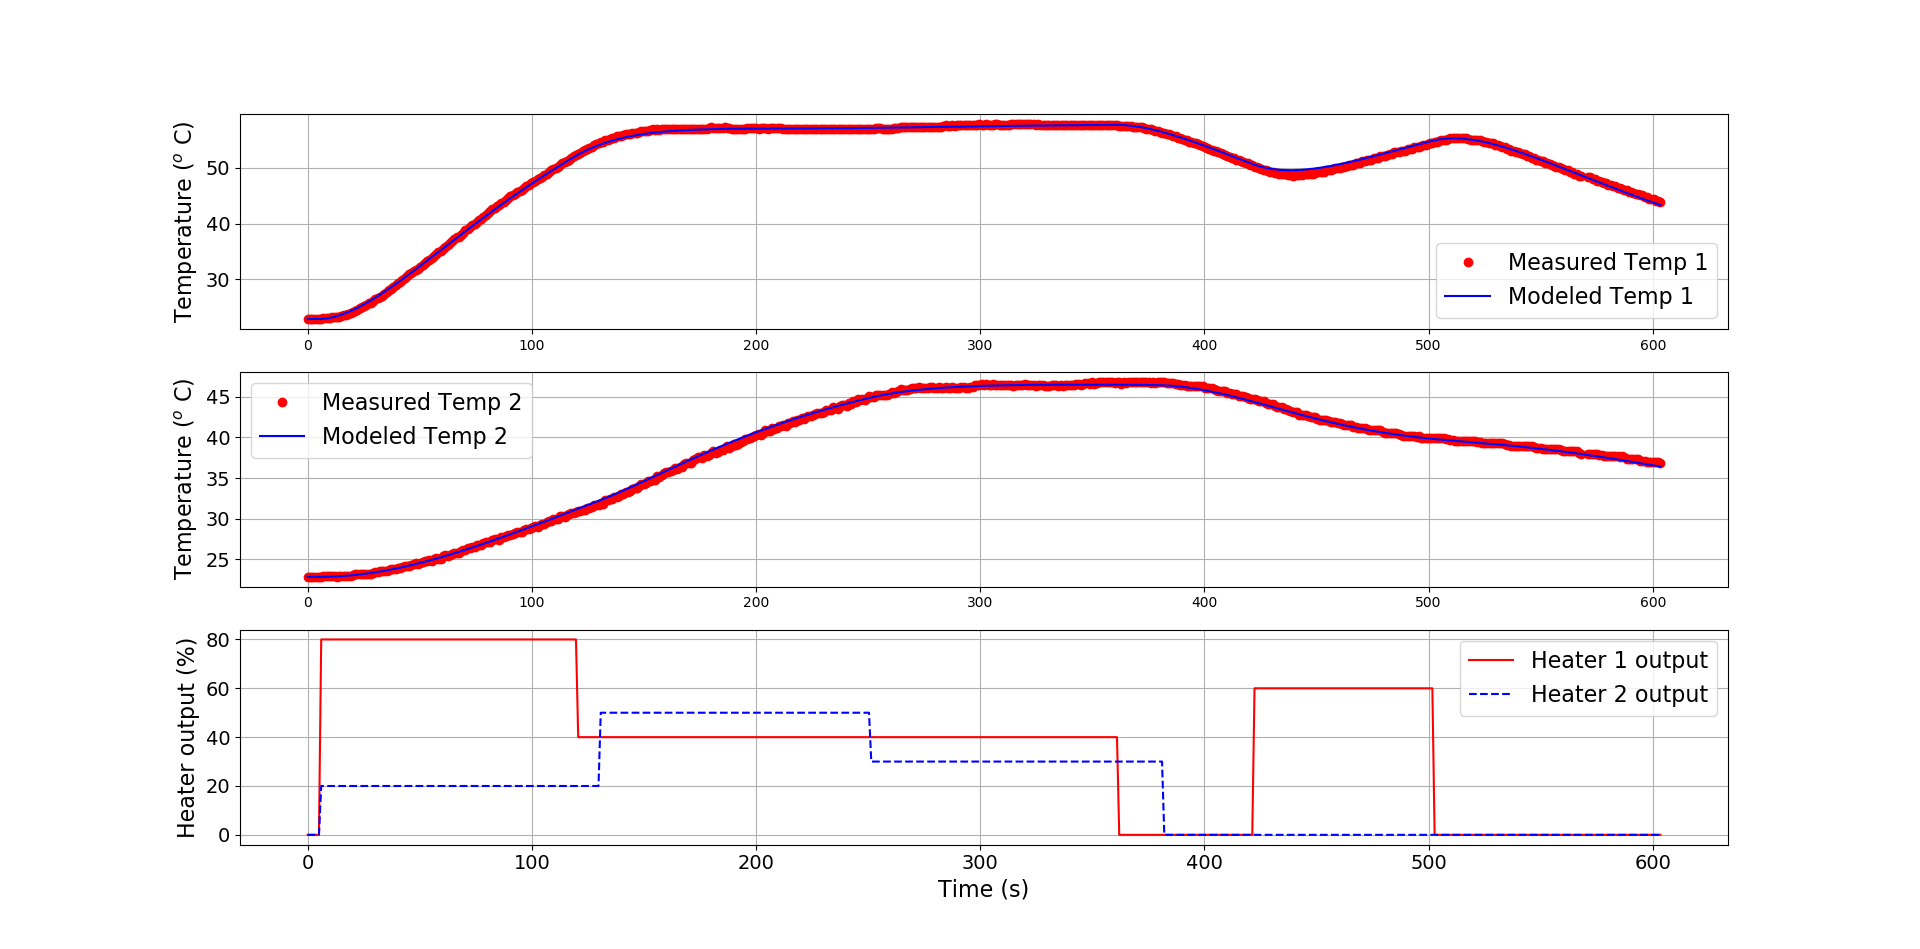 Temperature (o C)
50
40
30
Measured Temp 1
Modeled Temp 1
0 100 200 300 400 500 600
Temperature (o C)
45
40
35
30
25
Measured Temp 2
Modeled Temp 2
0 100 200 300 400 500 600
Heater output (%)
80
60
40
20
0
Heater 1 output
Heater 2 output
0 100 200 300 400 500 600
Time (s)